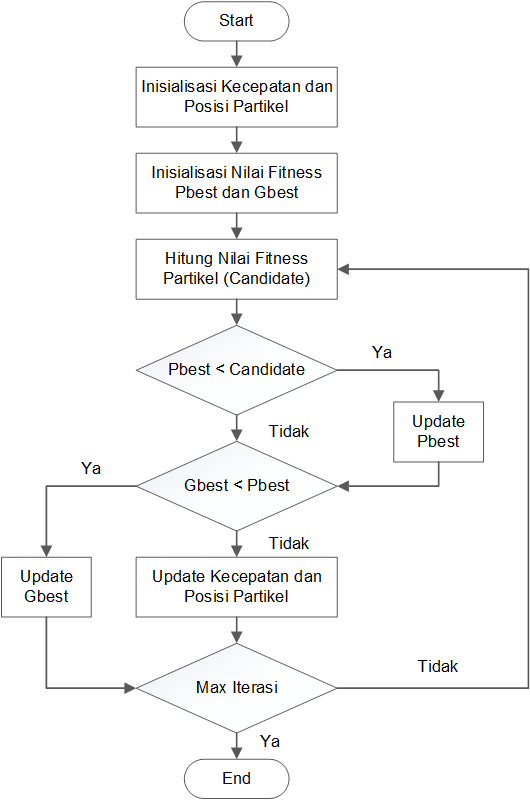 Start
Inisialisasi Kecepatan dan
Posisi Partikel
Inisialisasi Nilai Fitness
Pbest dan Gbest
Hitung Nilai Fitness
Partikel (Candidate)
Pbest < Candidate
Ya
Update
Pbest
Tidak
Gbest < Pbest
Ya
Update
Gbest
Tidak
Update Kecepatan dan
Posisi Partikel
Max Iterasi
Tidak
Ya
End